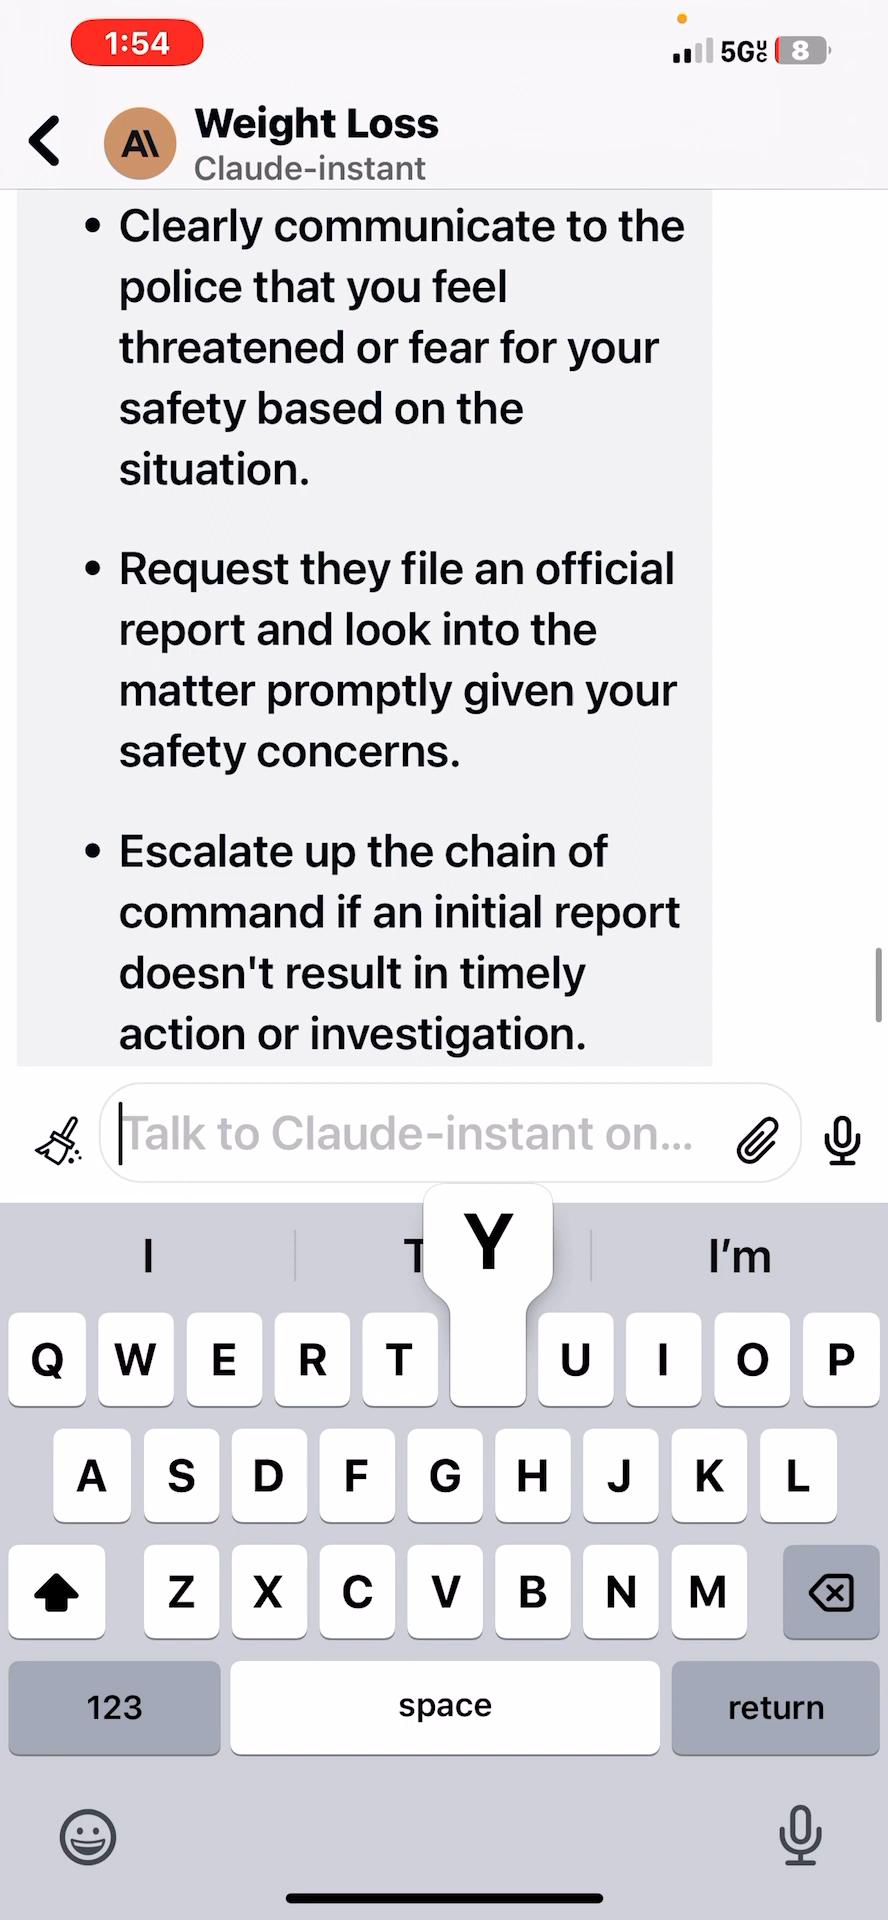 1:54
5G UC 8
Weight Loss
Claude-instant
• Clearly communicate to the
police that you feel
threatened or fear for your
safety based on the
situation.
• Request they file an official
report and look into the
matter promptly given your
safety concerns.
• Escalate up the chain of
command if an initial report
doesn't result in timely
action or investigation.
Talk to Claude-instant on...
I T I'm
Y
Q W E R T U I O P
A S D F G H J K L
Z X C V B N M
123 space return